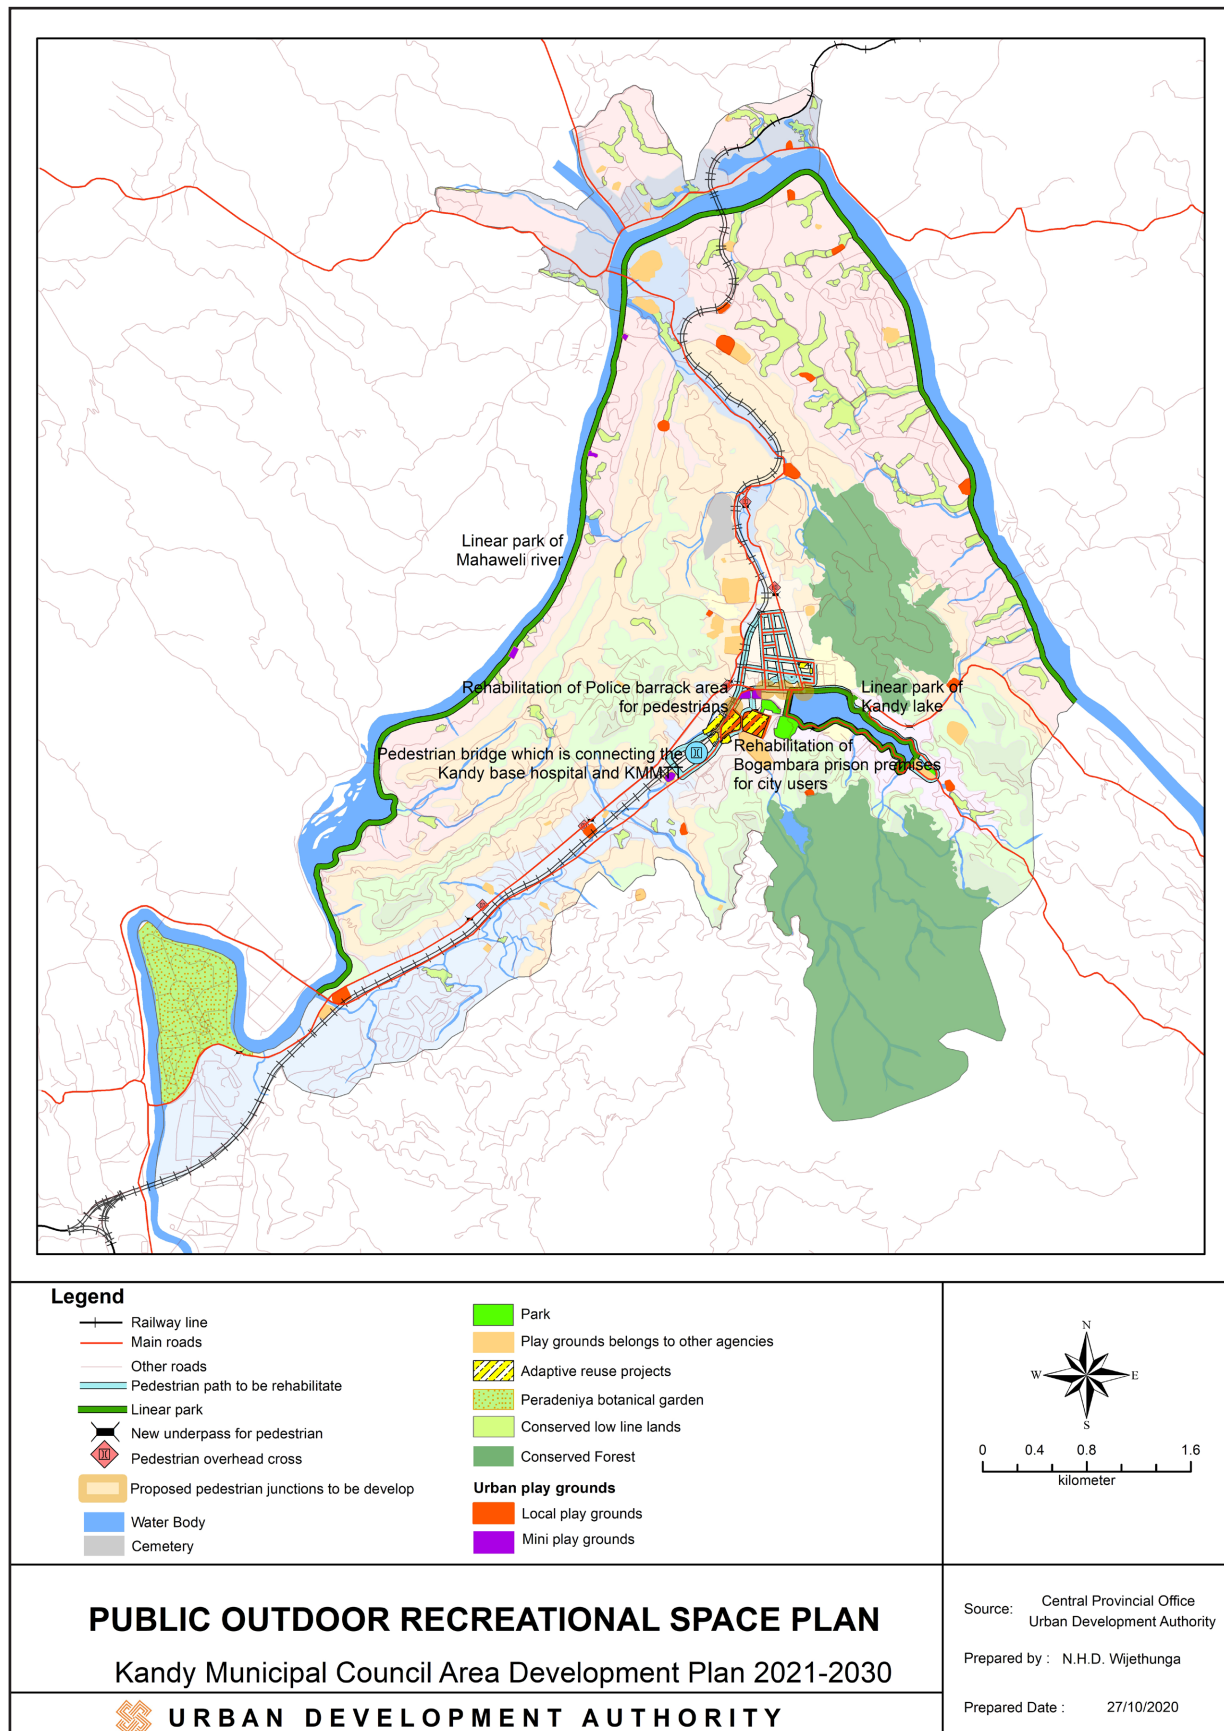 Linear park of
Mahaweli river
Rehabilitation of Police barrack area
for pedestrians
Linear park of
Kandy lake
Pedestrian bridge which is connecting the
Kandy base hospital and KMMTT
Rehabilitation of
Bogambara prison premises
for city users
Legend
Railway line
Main roads
Other roads
Pedestrian path to be rehabilitate
Linear park
New underpass for pedestrian
Pedestrian overhead cross
Proposed pedestrian junctions to be develop
Water Body
Cemetery
Park
Play grounds belongs to other agencies
Adaptive reuse projects
Peradeniya botanical garden
Conserved low line lands
Conserved Forest
Urban play grounds
Local play grounds
Mini play grounds
N
W E
S
0 0.4 0.8 1.6
kilometer
PUBLIC OUTDOOR RECREATIONAL SPACE PLAN
Kandy Municipal Council Area Development Plan 2021-2030
URBAN DEVELOPMENT AUTHORITY
Source: Central Provincial Office
Urban Development Authority
Prepared by : N.H.D. Wijethunga
Prepared Date : 27/10/2020